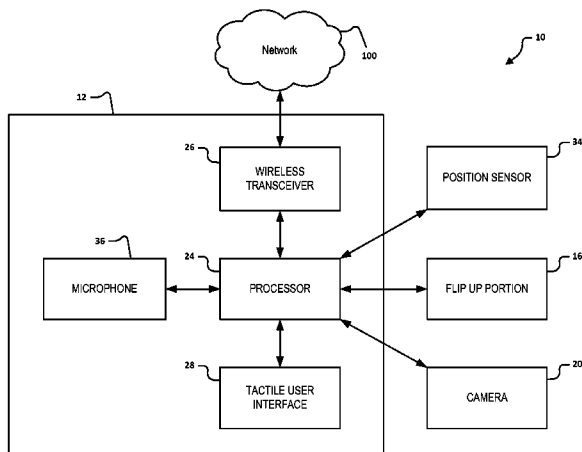 Network
100
10
12
26
WIRELESS
TRANSCEIVER
34
POSITION SENSOR
36
MICROPHONE
24
PROCESSOR
16
FLIP UP PORTION
28
TACTILE USER
INTERFACE
20
CAMERA